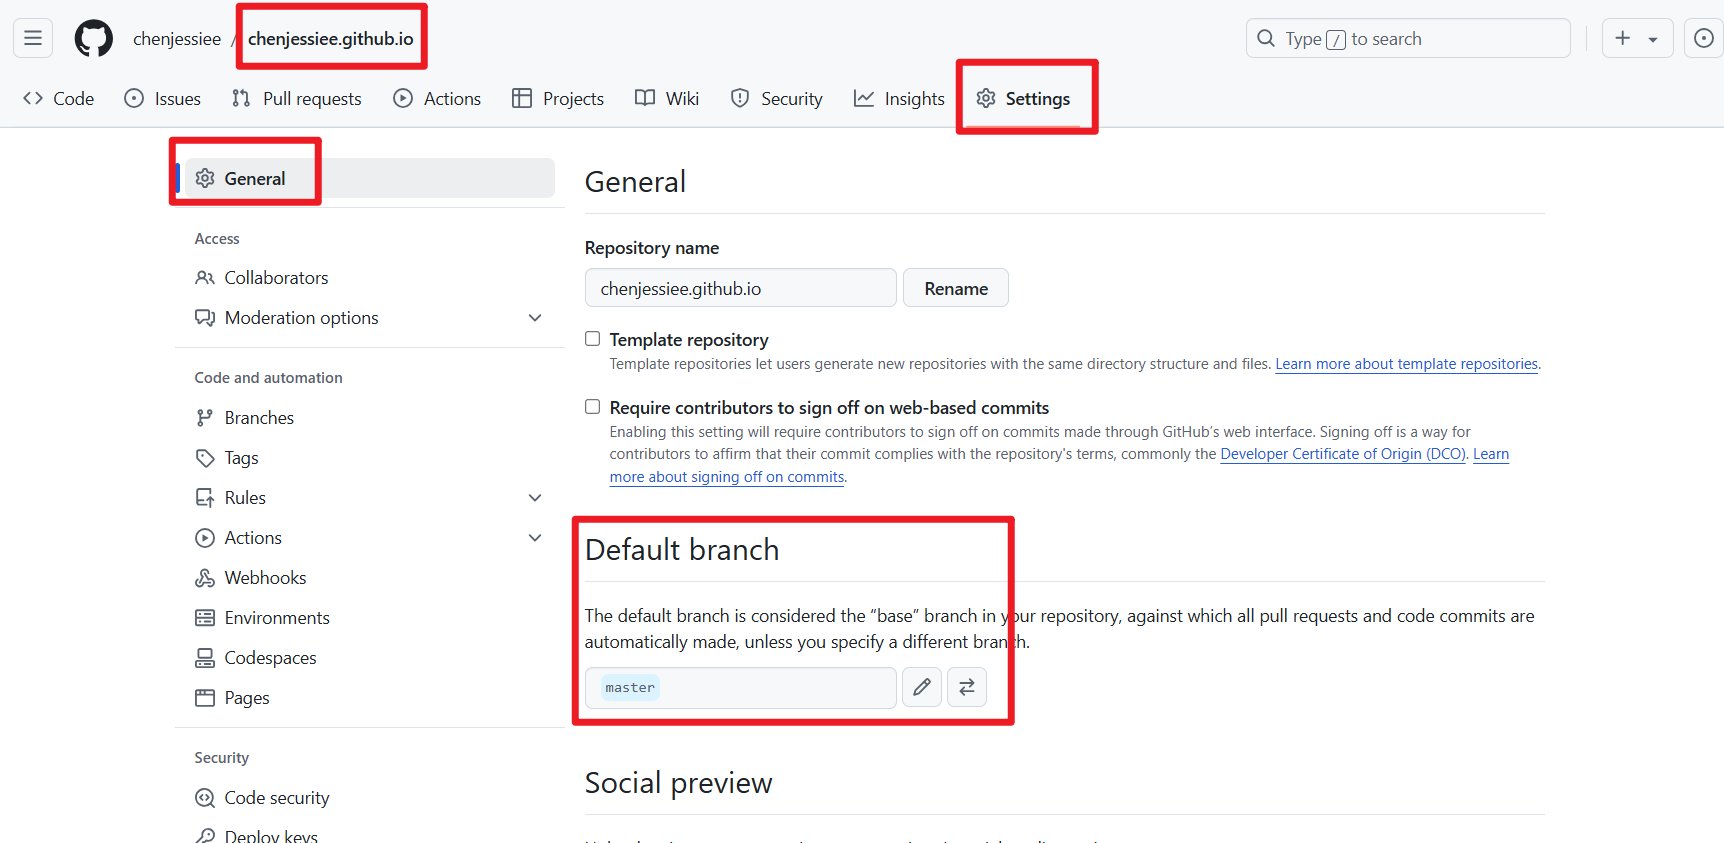 chenjessiee / chenjessiee.github.io
Type / to search
Code Issues Pull requests Actions Projects Wiki Security Insights Settings
General
Access
Collaborators
Moderation options
Code and automation
Branches
Tags
Rules
Actions
Webhooks
Environments
Codespaces
Pages
Security
Code security
Deploy keys
General
Repository name
chenjessiee.github.io Rename
Template repository
Template repositories let users generate new repositories with the same directory structure and files. Learn more about template repositories.
Require contributors to sign off on web-based commits
Enabling this setting will require contributors to sign off on commits made through GitHub’s web interface. Signing off is a way for
contributors to affirm that their commit complies with the repository's terms, commonly the Developer Certificate of Origin (DCO). Learn
more about signing off on commits.
Default branch
The default branch is considered the “base” branch in your repository, against which all pull requests and code commits are
automatically made, unless you specify a different branch.
master
Social preview